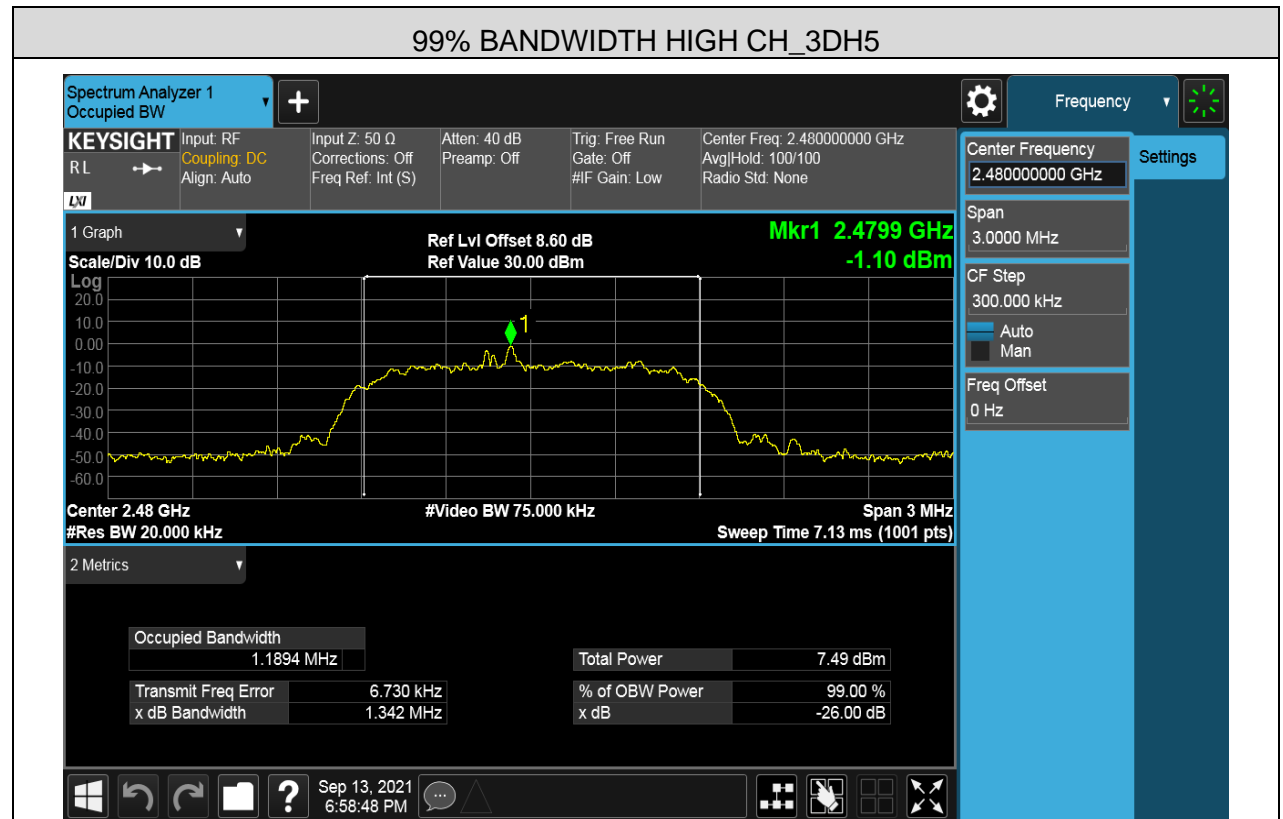 99% BANDWIDTH HIGH CH_3DH5
Spectrum Analyzer 1
Occupied BW
Frequency
KEYSIGHT
RL
LXI
Input: RF
Coupling: DC
Align: Auto
Input Z: 50 Ω
Corrections: Off
Freq Ref: Int (S)
Atten: 40 dB
Preamp: Off
Trig: Free Run
Gate: Off
#IF Gain: Low
Center Freq: 2.480000000 GHz
Avg|Hold: 100/100
Radio Std: None
Center Frequency
2.480000000 GHz
Settings
Span
3.0000 MHz
CF Step
300.000 kHz
Auto
Man
Freq Offset
0 Hz
1 Graph
Scale/Div 10.0 dB
Ref Lvl Offset 8.60 dB
Ref Value 30.00 dBm
Mkr1 2.4799 GHz
-1.10 dBm
Log
20.0
10.0
0.00
-10.0
-20.0
-30.0
-40.0
-50.0
-60.0
1
Center 2.48 GHz
#Res BW 20.000 kHz
#Video BW 75.000 kHz
Span 3 MHz
Sweep Time 7.13 ms (1001 pts)
2 Metrics
Occupied Bandwidth
1.1894 MHz
Total Power 7.49 dBm
Transmit Freq Error 6.730 kHz
% of OBW Power 99.00 %
x dB Bandwidth 1.342 MHz
x dB -26.00 dB
?
Sep 13, 2021
6:58:48 PM